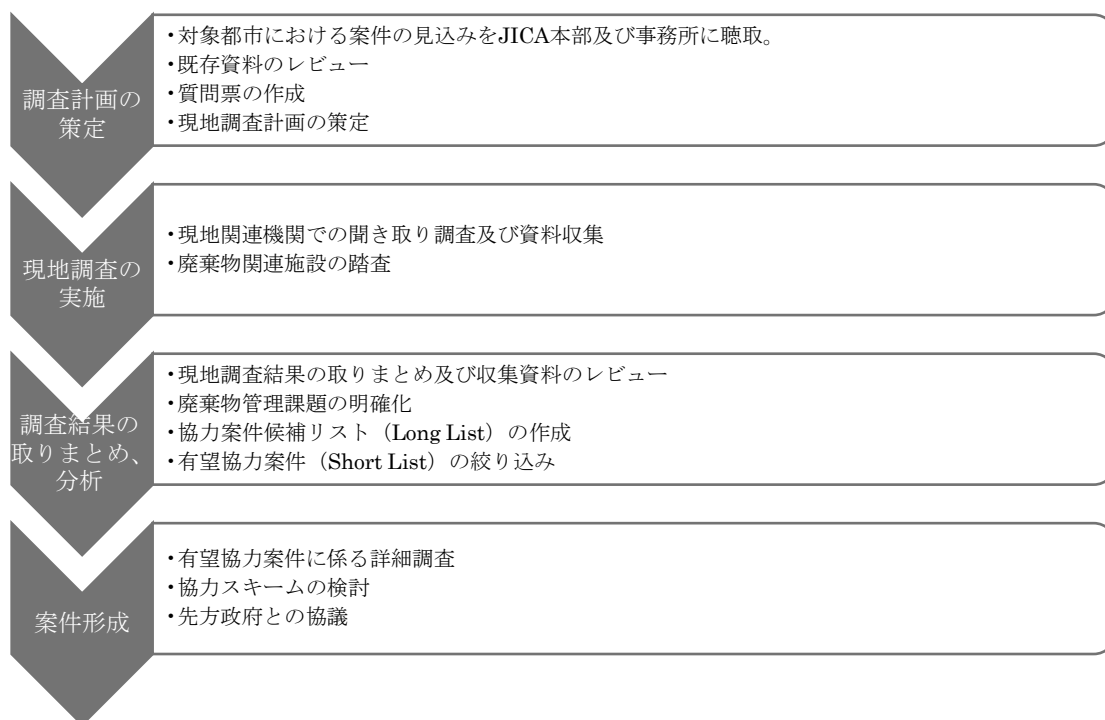 調査計画の
策定
・対象都市における案件の見込みをJICA本部及び事務所に聴取。
・既存資料のレビュー
・質問票の作成
・現地調査計画の策定
現地調査の
実施
・現地関連機関での聞き取り調査及び資料収集
・廃棄物関連施設の踏査
調査結果の
取りまとめ、
分析
・現地調査結果の取りまとめ及び収集資料のレビュー
・廃棄物管理課題の明確化
・協力案件候補リスト（Long List）の作成
・有望協力案件（Short List）の絞り込み
案件形成
・有望協力案件に係る詳細調査
・協力スキームの検討
・先方政府との協議